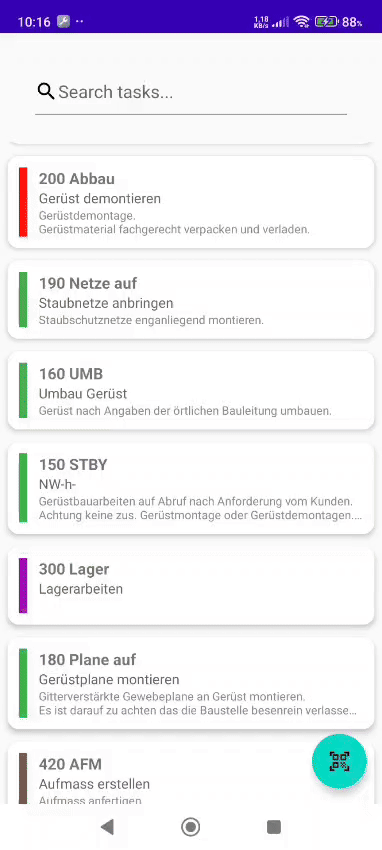 10:16
1,18
KB/s
88%
Search tasks...
200 Abbau
Gerüst demontieren
Gerüstdemontage.
Gerüstmaterial fachgerecht verpacken und verladen.
190 Netze auf
Staubnetze anbringen
Staubschutznetze enganliegend montieren.
160 UMB
Umbau Gerüst
Gerüst nach Angaben der örtlichen Bauleitung umbauen.
150 STBY
NW-h-
Gerüstbauarbeiten auf Abruf nach Anforderung vom Kunden.
Achtung keine zus. Gerüstmontage oder Gerüstdemontagen....
300 Lager
Lagerarbeiten
180 Plane auf
Gerüstplane montieren
Gitterverstärkte Gewebeplane an Gerüst montieren.
Es ist darauf zu achten das die Baustelle besenrein verlasse...
420 AFM
Aufmass erstellen
Aufmass anfertigen